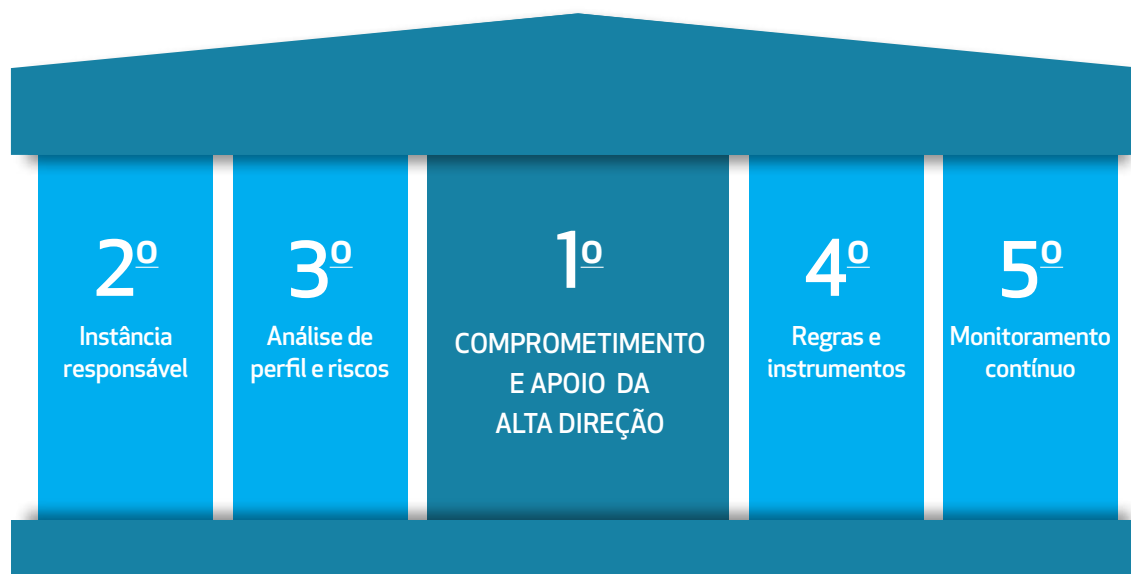 2º
Instância
responsável
3º
Análise de
perfil e riscos
1º
COMPROMETIMENTO
E APOIO DA
ALTA DIREÇÃO
4º
Regras e
instrumentos
5º
Monitoramento
contínuo